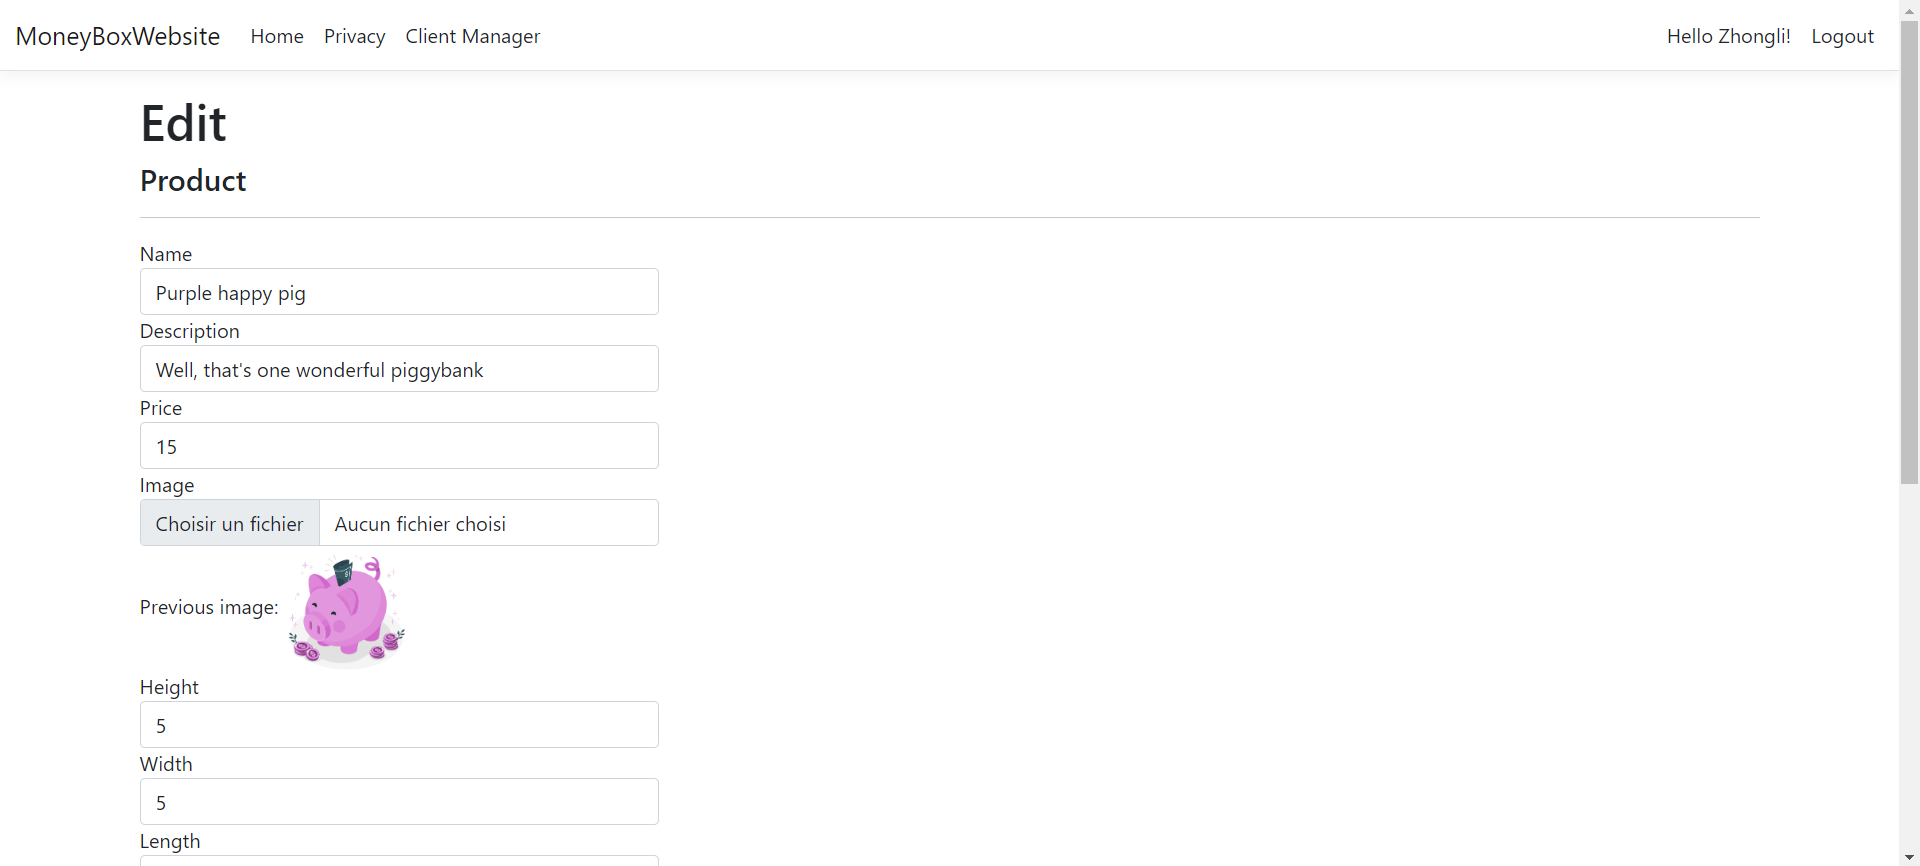 MoneyBoxWebsite Home Privacy Client Manager Hello Zhongli! Logout
Edit
Product
Name
Purple happy pig
Description
Well, that's one wonderful piggybank
Price
15
Image
Choisir un fichier Aucun fichier choisi
Previous image:
Height
5
Width
5
Length